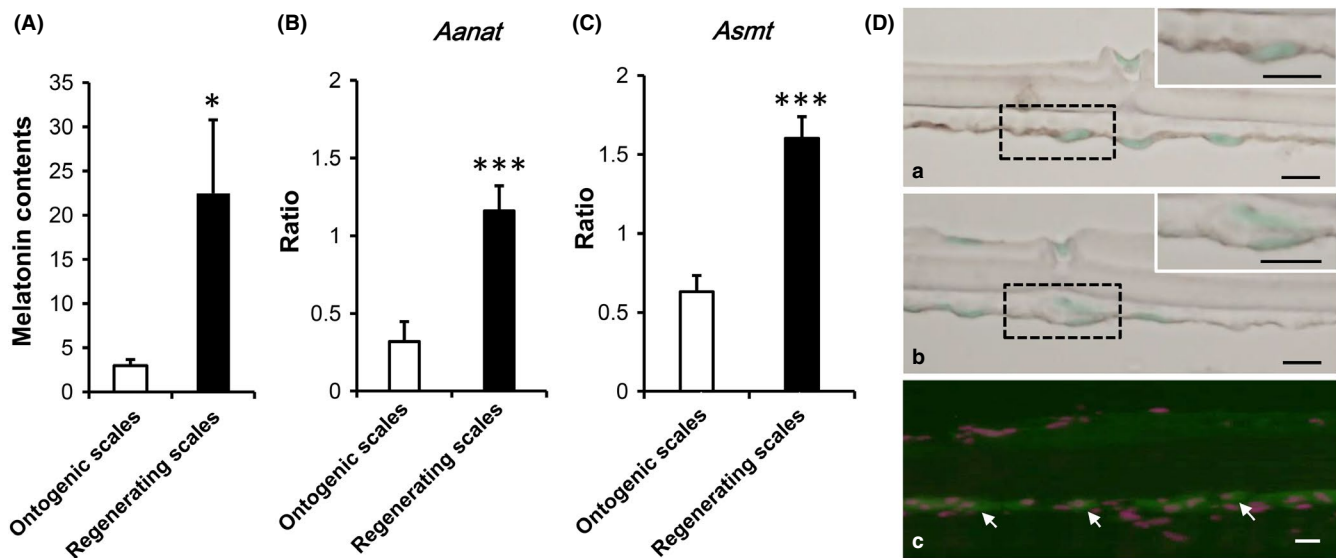 (A)
Melatonin contents
35
30
25
20
15
10
5
0
*
Ontogenic scales
Regenerating scales
(B)
Aanat
Ratio
2
1.5
1
0.5
0
***
Ontogenic scales
Regenerating scales
(C)
Asmt
Ratio
2
1.5
1
0.5
0
***
Ontogenic scales
Regenerating scales
(D)
a
b
c